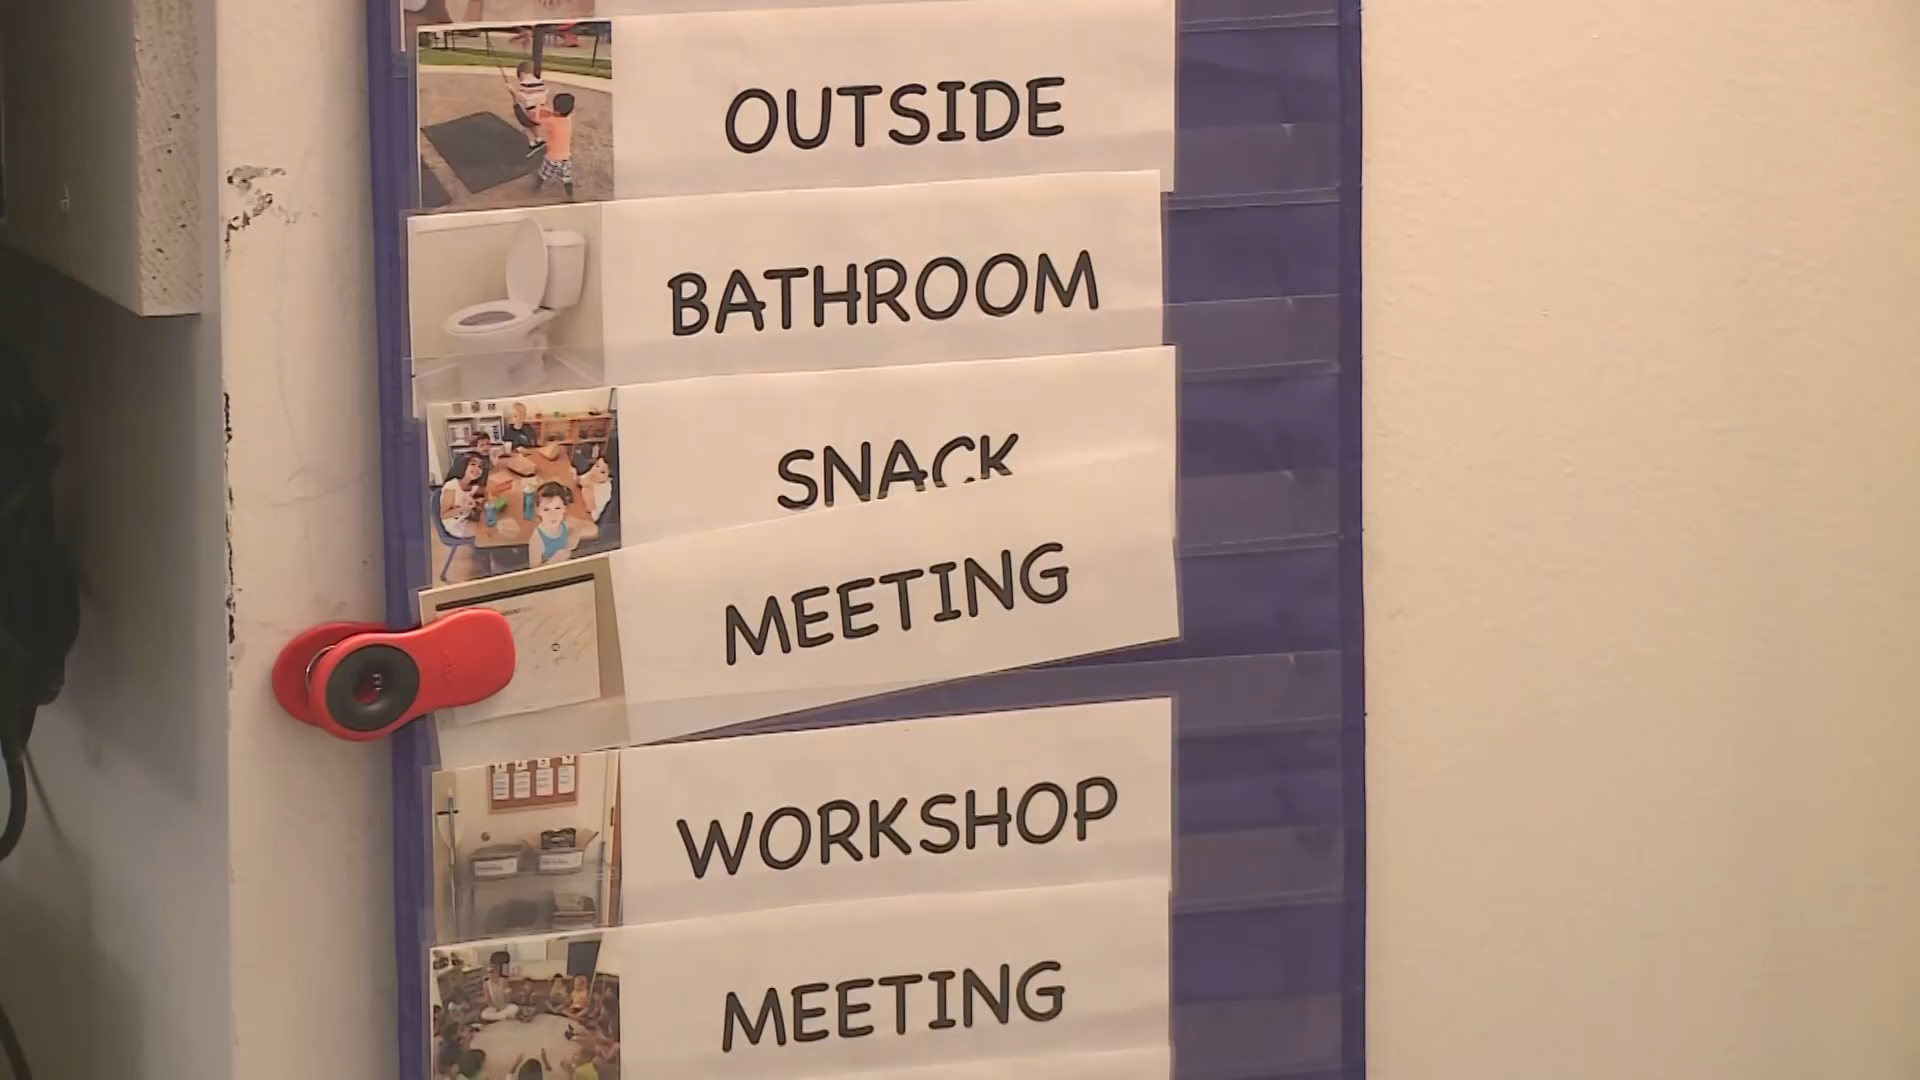 OUTSIDE
BATHROOM
SNACK
MEETING
WORKSHOP
MEETING